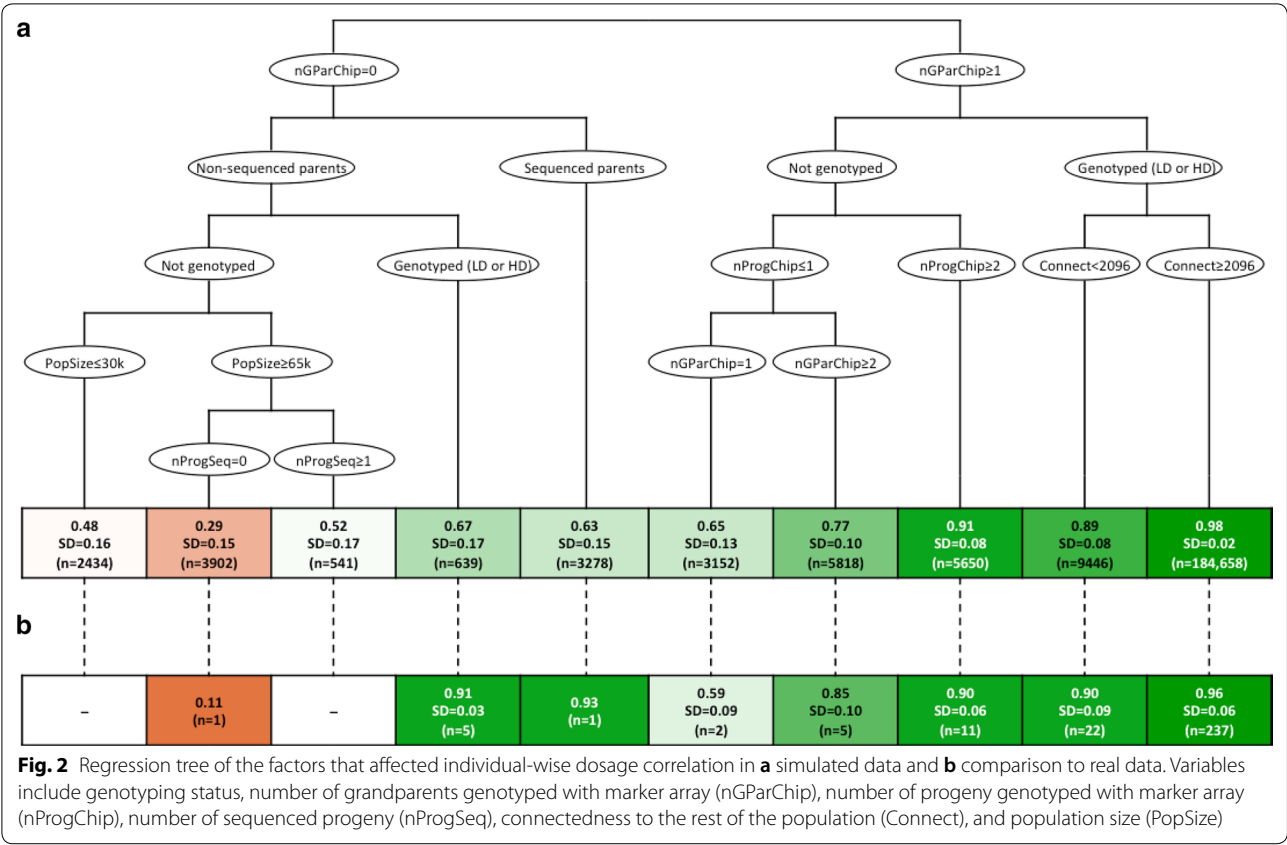 a
nGParChip=0
nGParChip≥1
Non-sequenced parents
Sequenced parents
Not genotyped
Genotyped (LD or HD)
Not genotyped
Genotyped (LD or HD)
nProgChip≤1
nProgChip≥2
Connect<2096
Connect≥2096
PopSize≤30k
PopSize≥65k
nGParChip=1
nGParChip≥2
nProgSeq=0
nProgSeq≥1
0.48
SD=0.16
(n=2434)
0.29
SD=0.15
(n=3902)
0.52
SD=0.17
(n=541)
0.67
SD=0.17
(n=639)
0.63
SD=0.15
(n=3278)
0.65
SD=0.13
(n=3152)
0.77
SD=0.10
(n=5818)
0.91
SD=0.08
(n=5650)
0.89
SD=0.08
(n=9446)
0.98
SD=0.02
(n=184,658)
b
–
0.11
(n=1)
–
0.91
SD=0.03
(n=5)
0.93
(n=1)
0.59
SD=0.09
(n=2)
0.85
SD=0.10
(n=5)
0.90
SD=0.06
(n=11)
0.90
SD=0.09
(n=22)
0.96
SD=0.06
(n=237)
Fig. 2 Regression tree of the factors that affected individual-wise dosage correlation in a simulated data and b comparison to real data. Variables
include genotyping status, number of grandparents genotyped with marker array (nGParChip), number of progeny genotyped with marker array
(nProgChip), number of sequenced progeny (nProgSeq), connectedness to the rest of the population (Connect), and population size (PopSize)